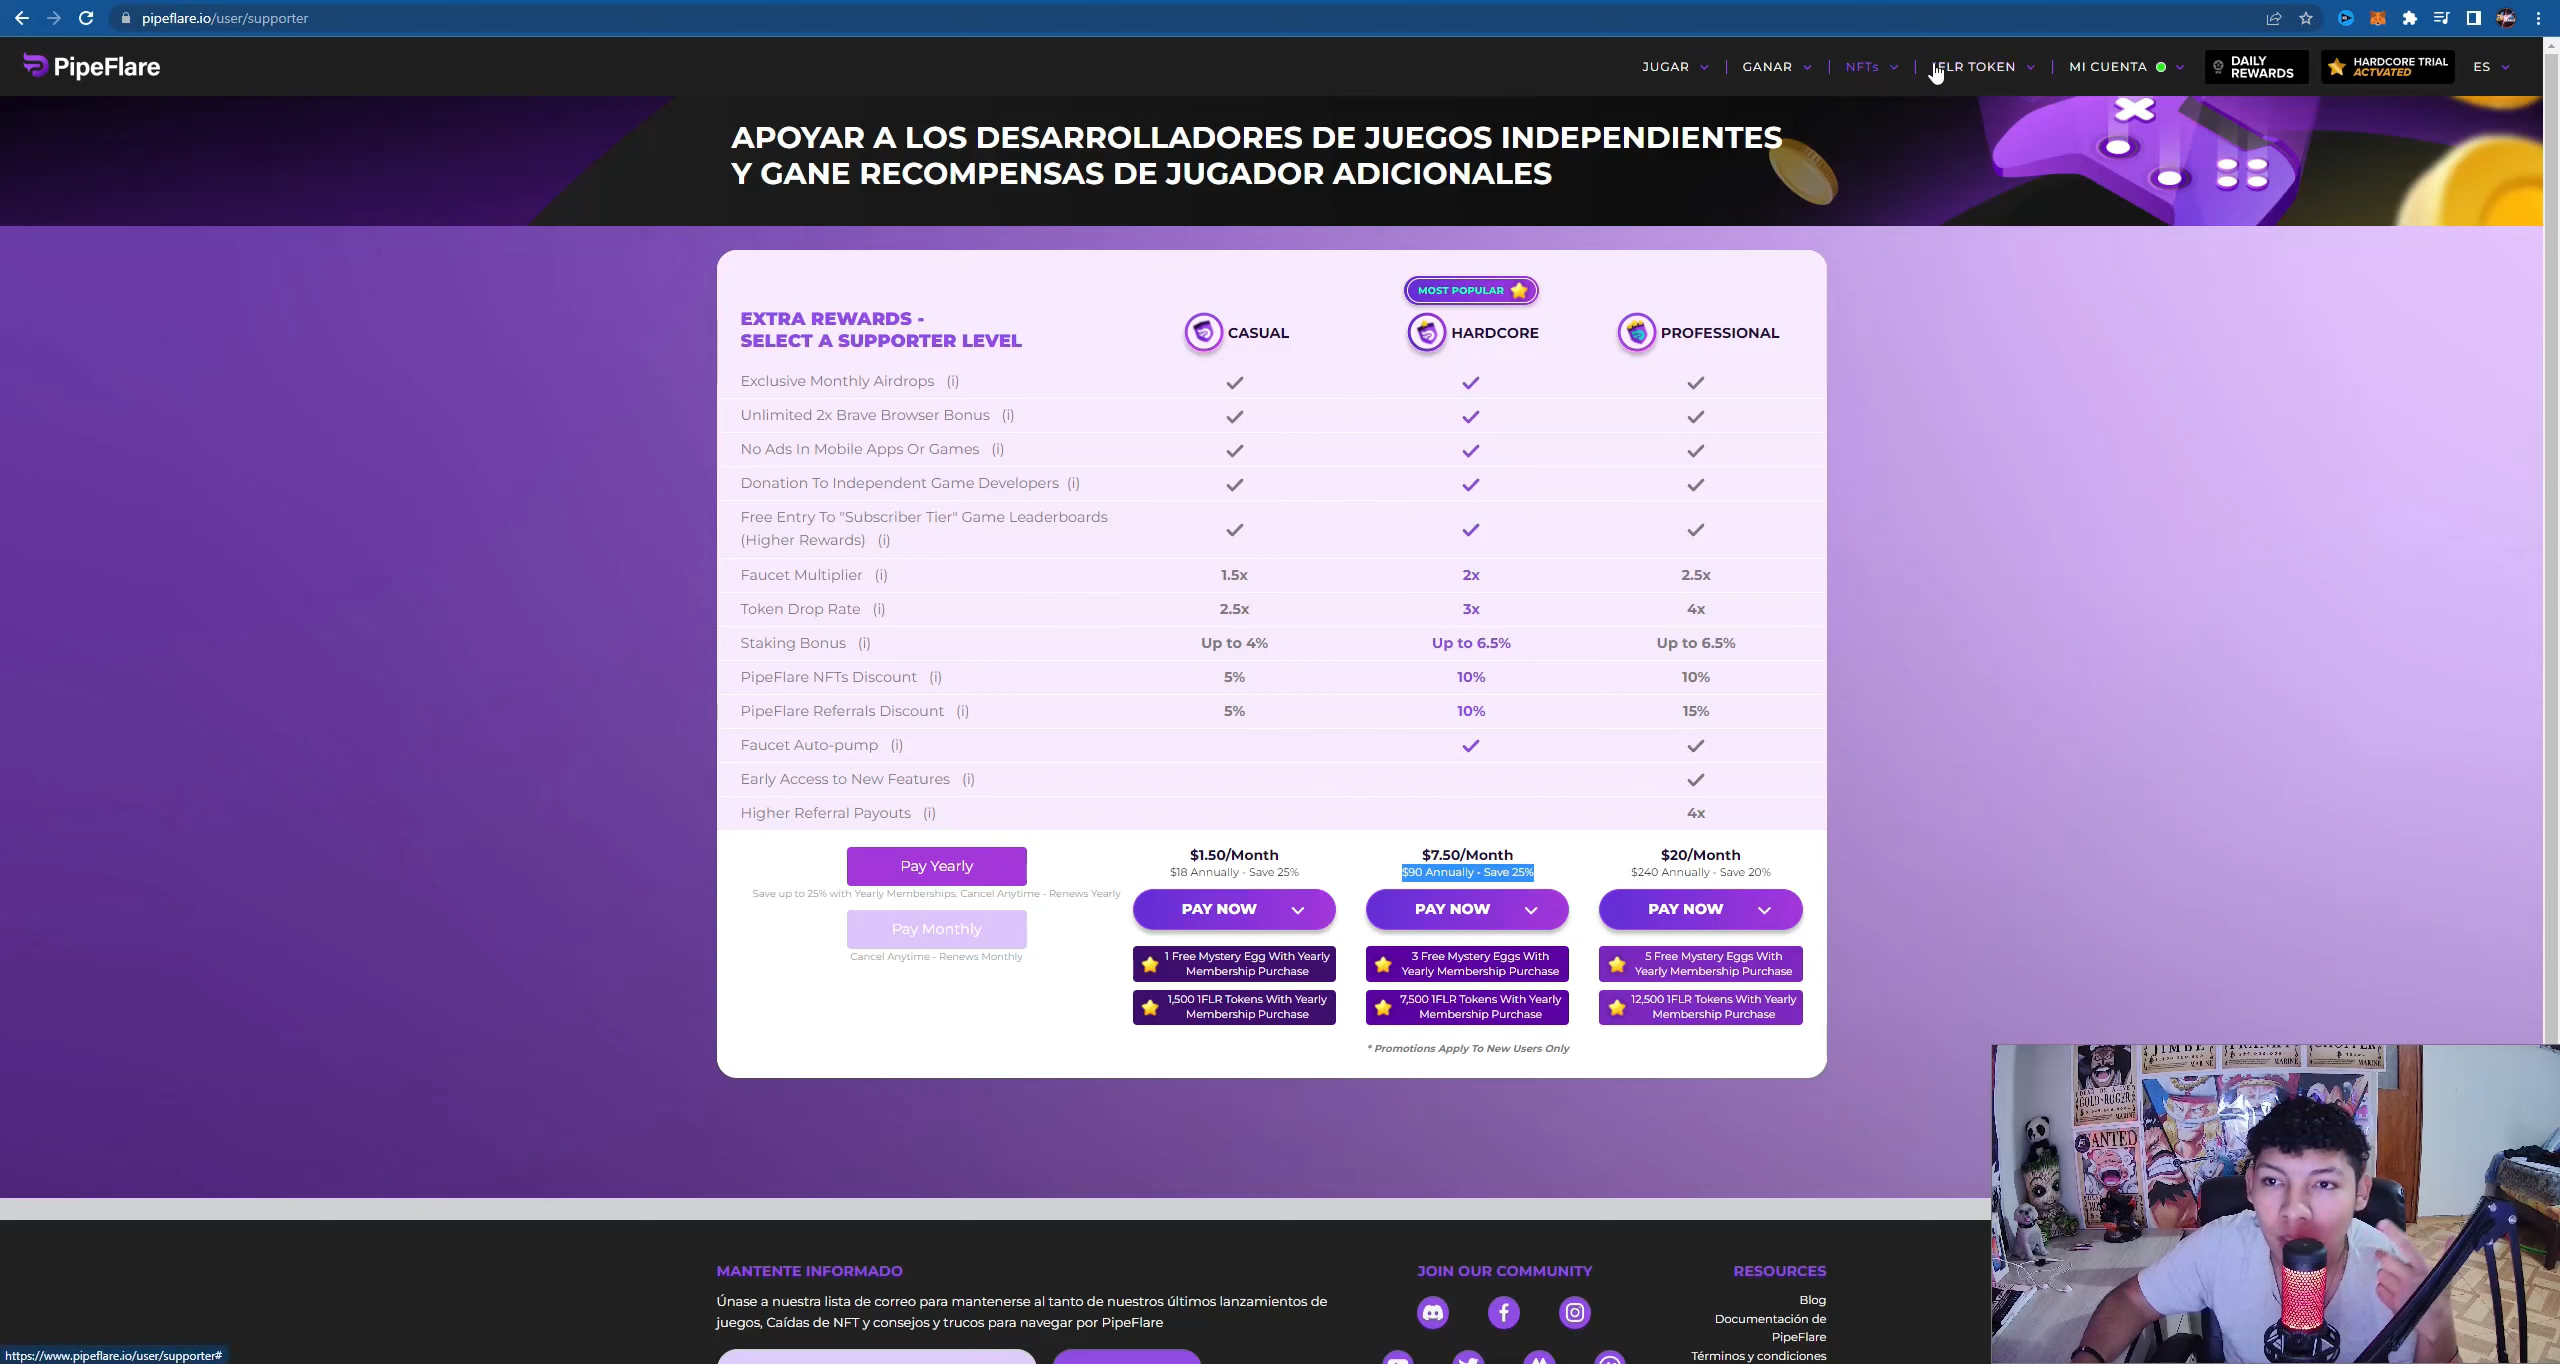 pipeflare.io/user/supporter
PipeFlare
JUGAR
GANAR
NFTs
1FLR TOKEN
MI CUENTA
DAILY
REWARDS
HARDCORE TRIAL
ACTVATED
ES
APOYAR A LOS DESARROLLADORES DE JUEGOS INDEPENDIENTES
Y GANE RECOMPENSAS DE JUGADOR ADICIONALES
MOST POPULAR
EXTRA REWARDS -
SELECT A SUPPORTER LEVEL
CASUAL
HARDCORE
PROFESSIONAL
Exclusive Monthly Airdrops (i)
Unlimited 2x Brave Browser Bonus (i)
No Ads In Mobile Apps Or Games (i)
Donation To Independent Game Developers (i)
Free Entry To "Subscriber Tier" Game Leaderboards
(Higher Rewards) (i)
Faucet Multiplier (i) 1.5x 2x 2.5x
Token Drop Rate (i) 2.5x 3x 4x
Staking Bonus (i) Up to 4% Up to 6.5% Up to 6.5%
PipeFlare NFTs Discount (i) 5% 10% 10%
PipeFlare Referrals Discount (i) 5% 10% 15%
Faucet Auto-pump (i)
Early Access to New Features (i)
Higher Referral Payouts (i) 4x
Pay Yearly
Save up to 25% with Yearly Memberships. Cancel Anytime - Renews Yearly
Pay Monthly
Cancel Anytime - Renews Monthly
$1.50/Month
$18 Annually - Save 25%
PAY NOW
1 Free Mystery Egg With Yearly
Membership Purchase
1,500 1FLR Tokens With Yearly
Membership Purchase
$7.50/Month
$90 Annually - Save 25%
PAY NOW
3 Free Mystery Eggs With
Yearly Membership Purchase
7,500 1FLR Tokens With Yearly
Membership Purchase
$20/Month
$240 Annually - Save 20%
PAY NOW
5 Free Mystery Eggs With
Yearly Membership Purchase
12,500 1FLR Tokens With Yearly
Membership Purchase
* Promotions Apply To New Users Only
JIMBE
MARINE
MARINE
GOLD·ROGER
WANTED
MANTENTE INFORMADO
Únase a nuestra lista de correo para mantenerse al tanto de nuestros últimos lanzamientos de
juegos, Caídas de NFT y consejos y trucos para navegar por PipeFlare
JOIN OUR COMMUNITY
RESOURCES
Blog
Documentación de
PipeFlare
Términos y condiciones
https://www.pipeflare.io/user/supporter#